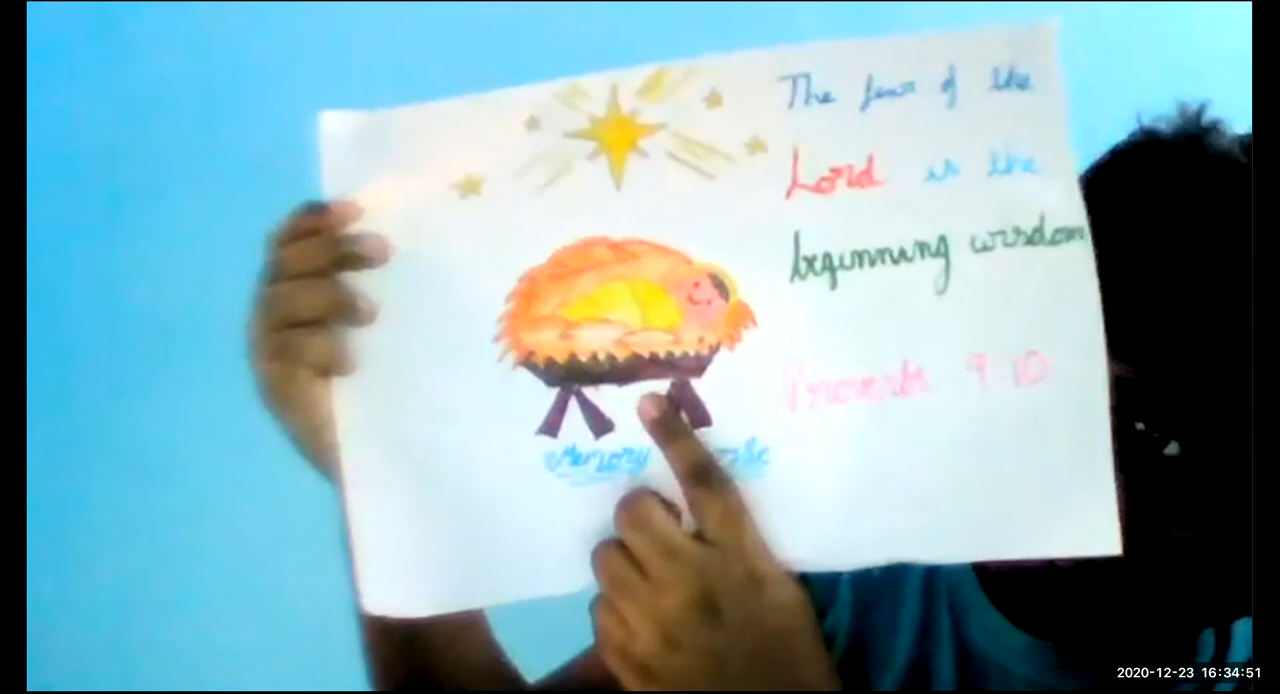 The fear of the
Lord is the
beginning wisdom
Proverbs 9:10
Memory
2020-12-23 16:34:51